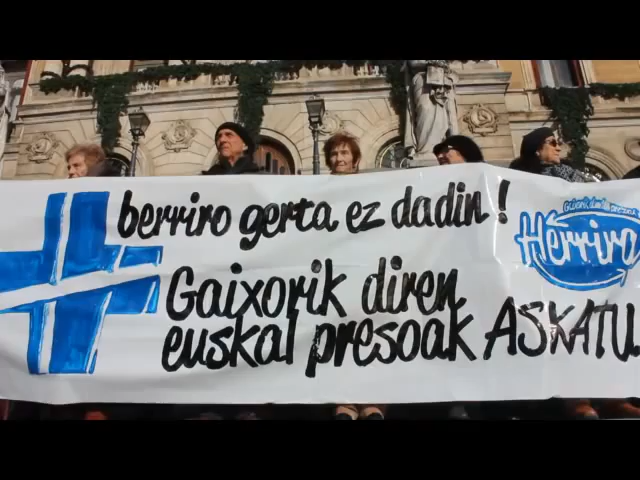 berriro gerta ez dadin!
Gaixorik diren
euskal presoak ASKATU.
Herrira